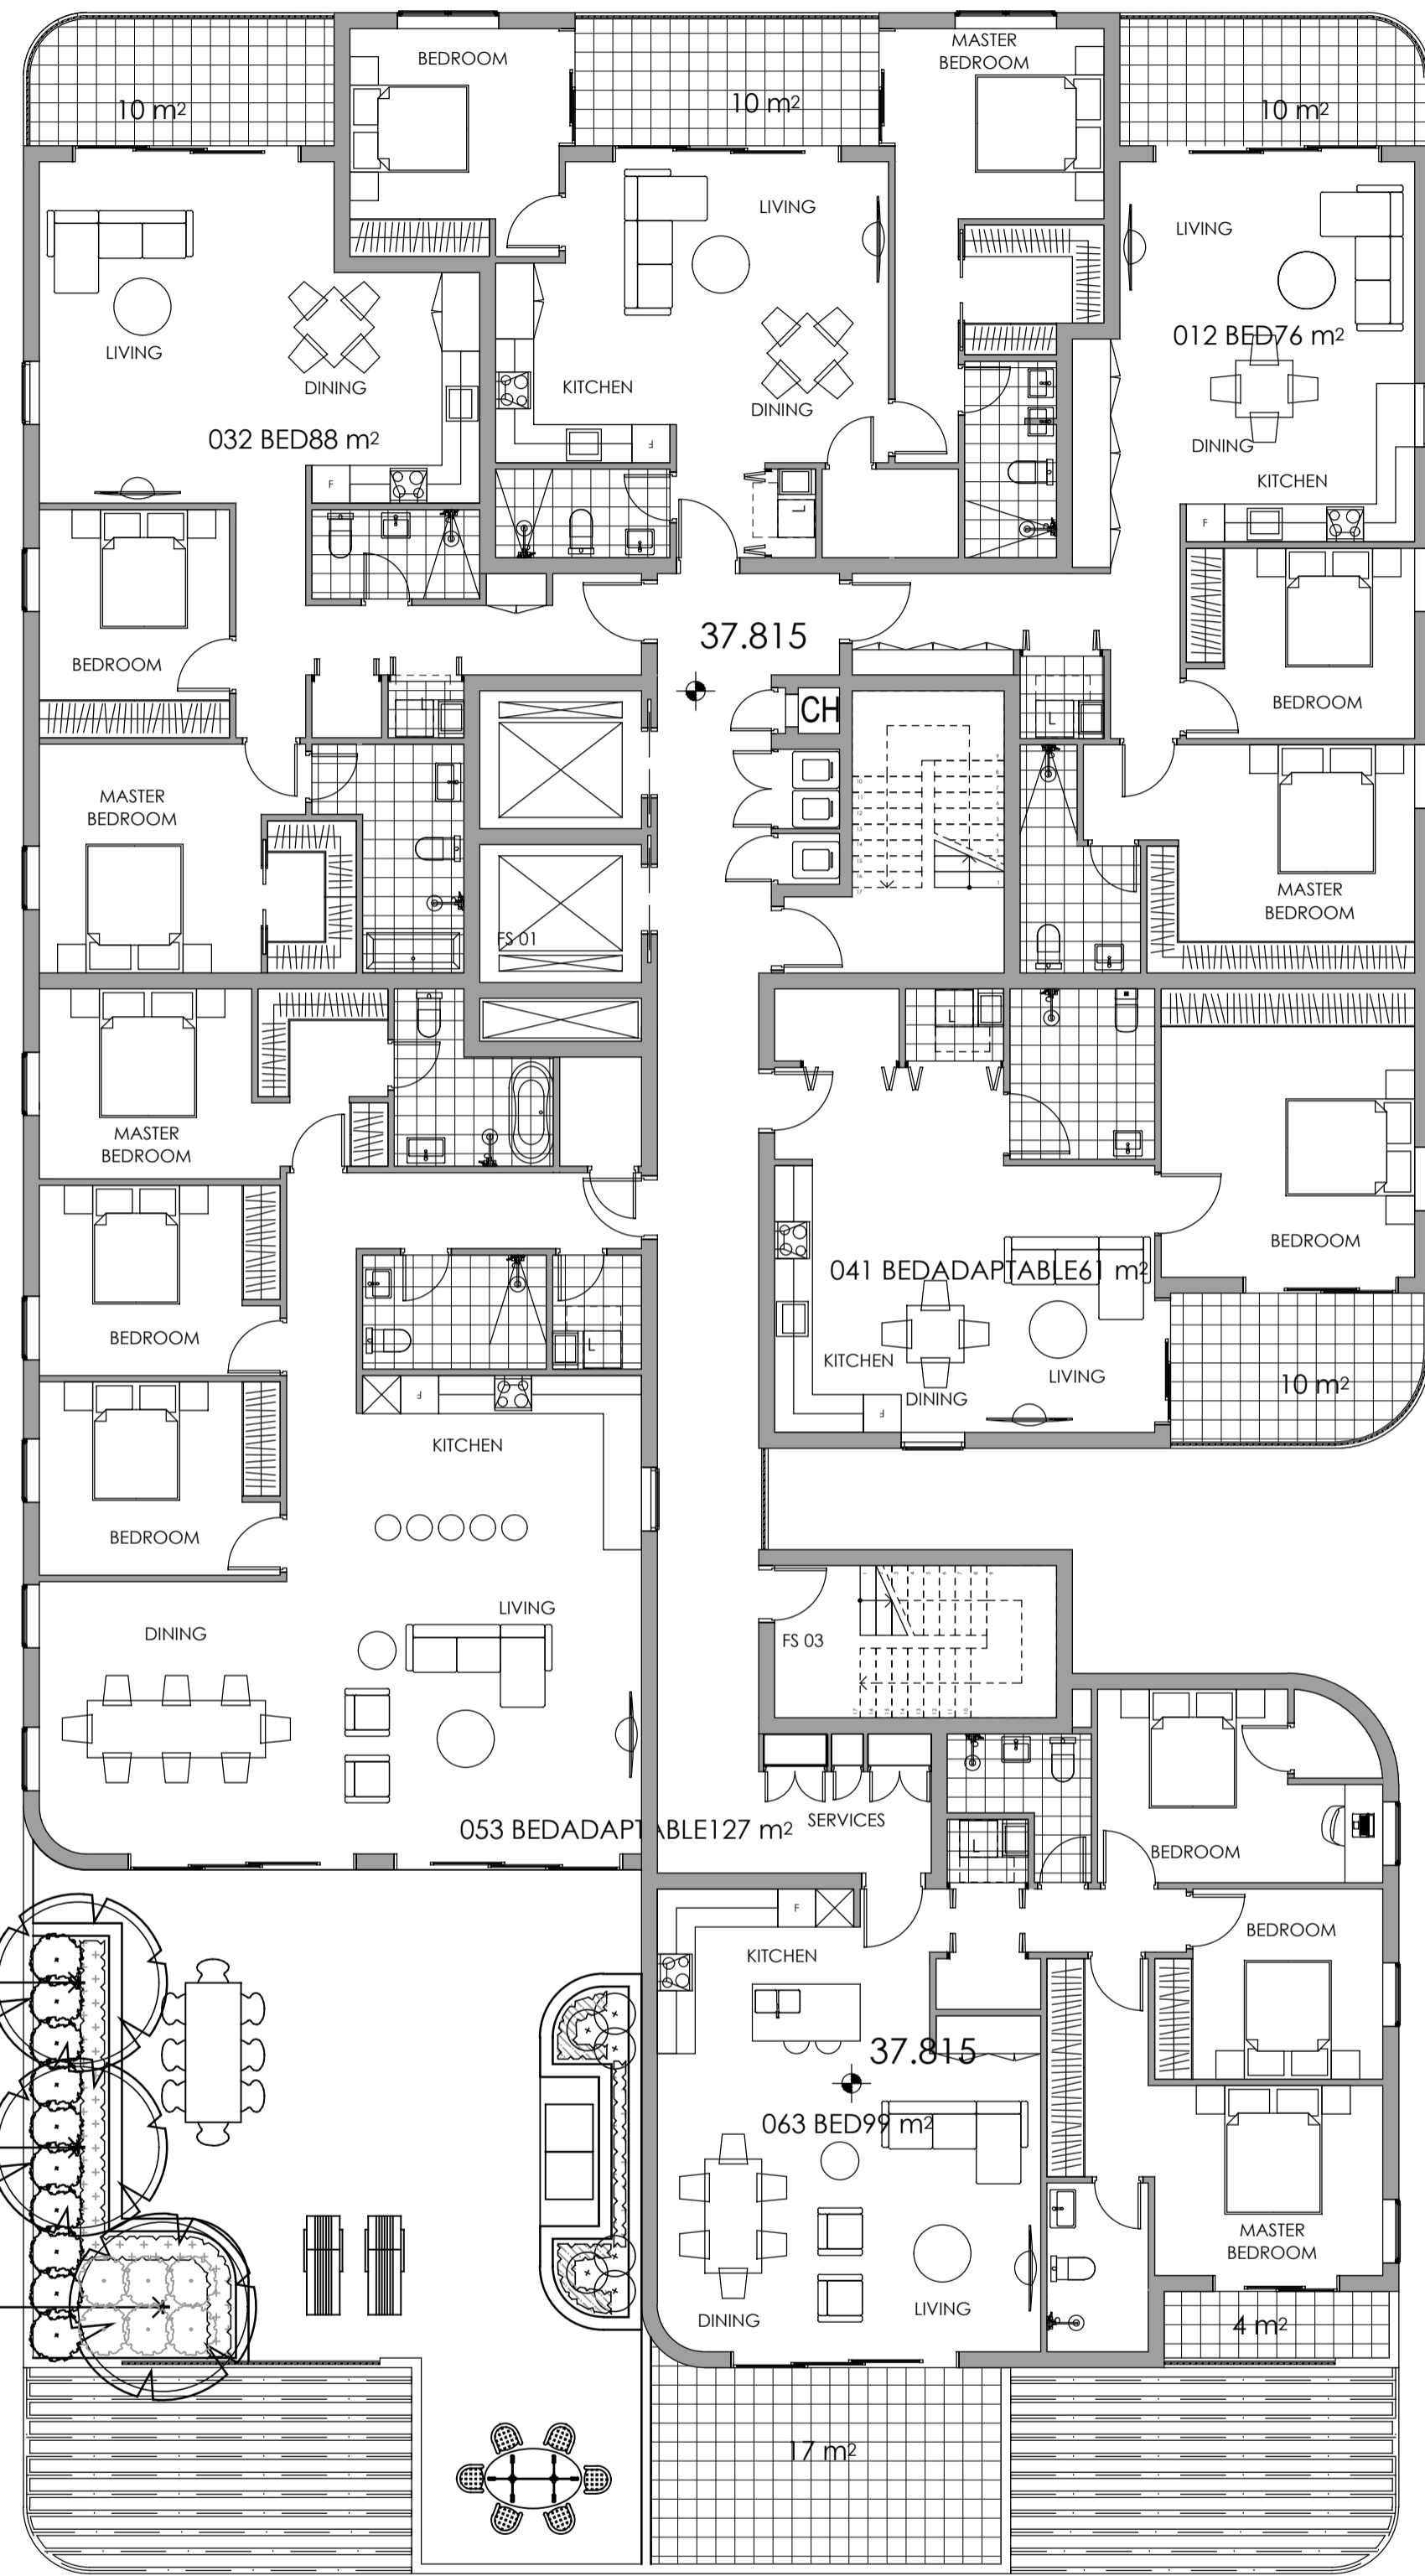 BEDROOM
MASTER
BEDROOM
10 m²
10 m²
10 m²
LIVING
LIVING
LIVING
012 BED76 m²
DINING
KITCHEN
DINING
032 BED88 m²
DINING
KITCHEN
F
F
F
L
37.815
BEDROOM
BEDROOM
L
CH
L
MASTER
BEDROOM
MASTER
BEDROOM
FS 01
L
MASTER
BEDROOM
BEDROOM
041 BEDADAPTABLE61 m²
BEDROOM
L
KITCHEN
LIVING
10 m²
DINING
F
F
KITCHEN
BEDROOM
LIVING
DINING
FS 03
053 BEDADAPTABLE127 m²
SERVICES
L
BEDROOM
F
BEDROOM
KITCHEN
37.815
063 BED99 m²
MASTER
BEDROOM
LIVING
DINING
4 m²
17 m²